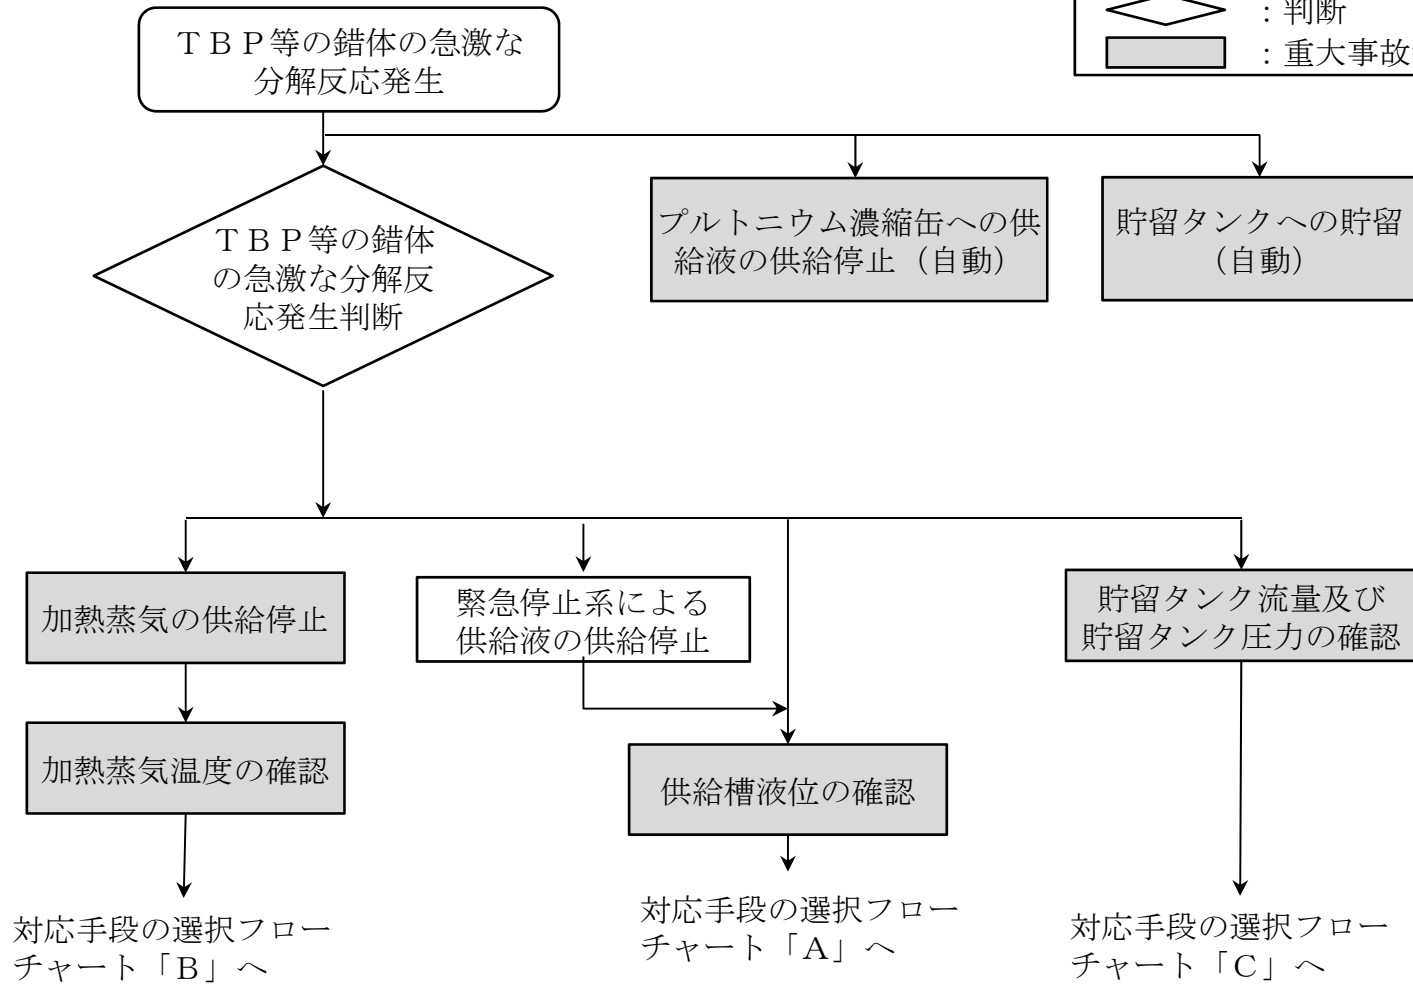 ：判断
：重大事故
ＴＢＰ等の錯体の急激な
分解反応発生
ＴＢＰ等の錯体
の急激な分解反
応発生判断
プルトニウム濃縮缶への供
給液の供給停止（自動）
貯留タンクへの貯留
（自動）
加熱蒸気の供給停止
緊急停止系による
供給液の供給停止
貯留タンク流量及び
貯留タンク圧力の確認
加熱蒸気温度の確認
供給槽液位の確認
対応手段の選択フロー
チャート「Ｂ」へ
対応手段の選択フロー
チャート「Ａ」へ
対応手段の選択フロー
チャート「Ｃ」へ